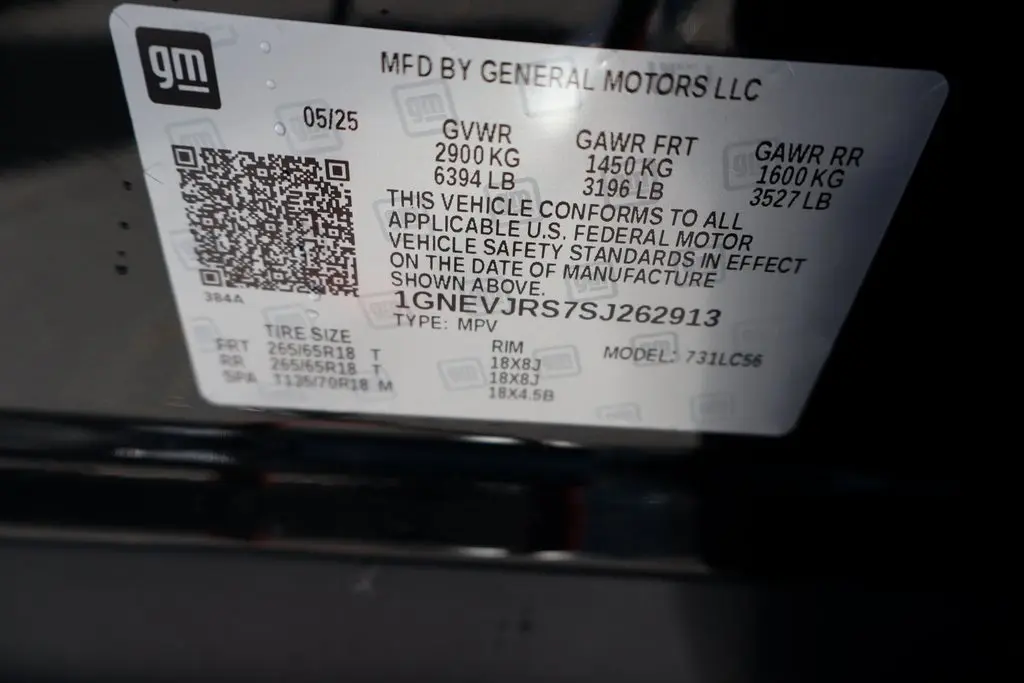 gm
MFD BY GENERAL MOTORS LLC
05/25
GVWR GAWR FRT GAWR RR
2900 KG 1450 KG 1600 KG
6394 LB 3196 LB 3527 LB
THIS VEHICLE CONFORMS TO ALL
APPLICABLE U.S. FEDERAL MOTOR
VEHICLE SAFETY STANDARDS IN EFFECT
ON THE DATE OF MANUFACTURE
SHOWN ABOVE.
384A
1GNEVJRS7SJ262913
TYPE: MPV
TIRE SIZE RIM MODEL: 731LC56
FRT 265/65R18 T 18X8J
RR 265/65R18 T 18X8J
SPA T135/70R18 M 18X4.5B